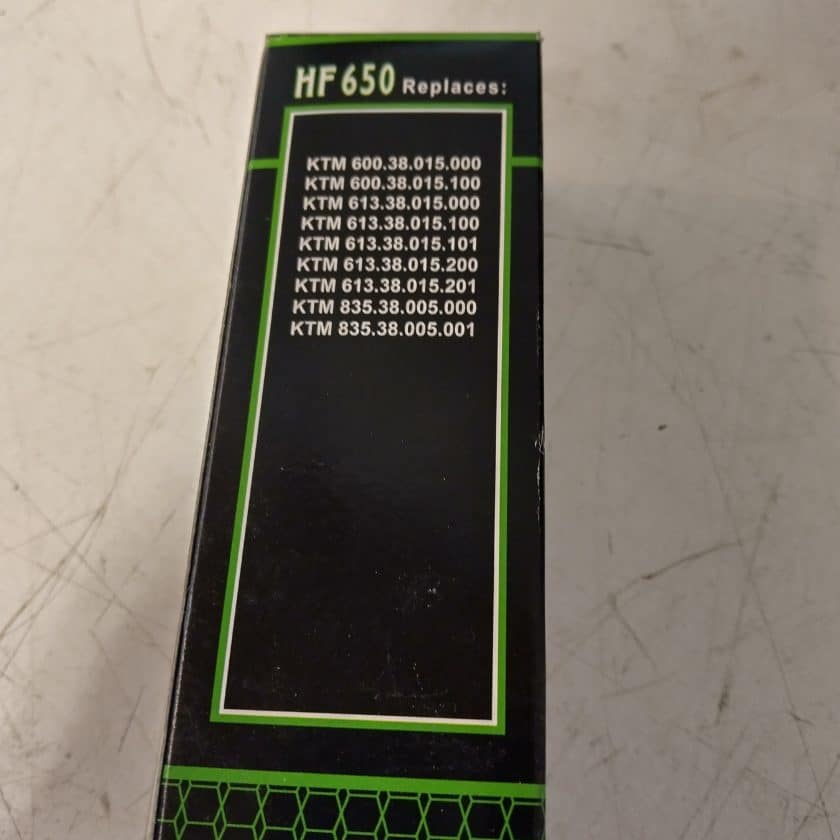 HF650 Replaces:
KTM 600.38.015.000
KTM 600.38.015.100
KTM 613.38.015.000
KTM 613.38.015.100
KTM 613.38.015.101
KTM 613.38.015.200
KTM 613.38.015.201
KTM 835.38.005.000
KTM 835.38.005.001